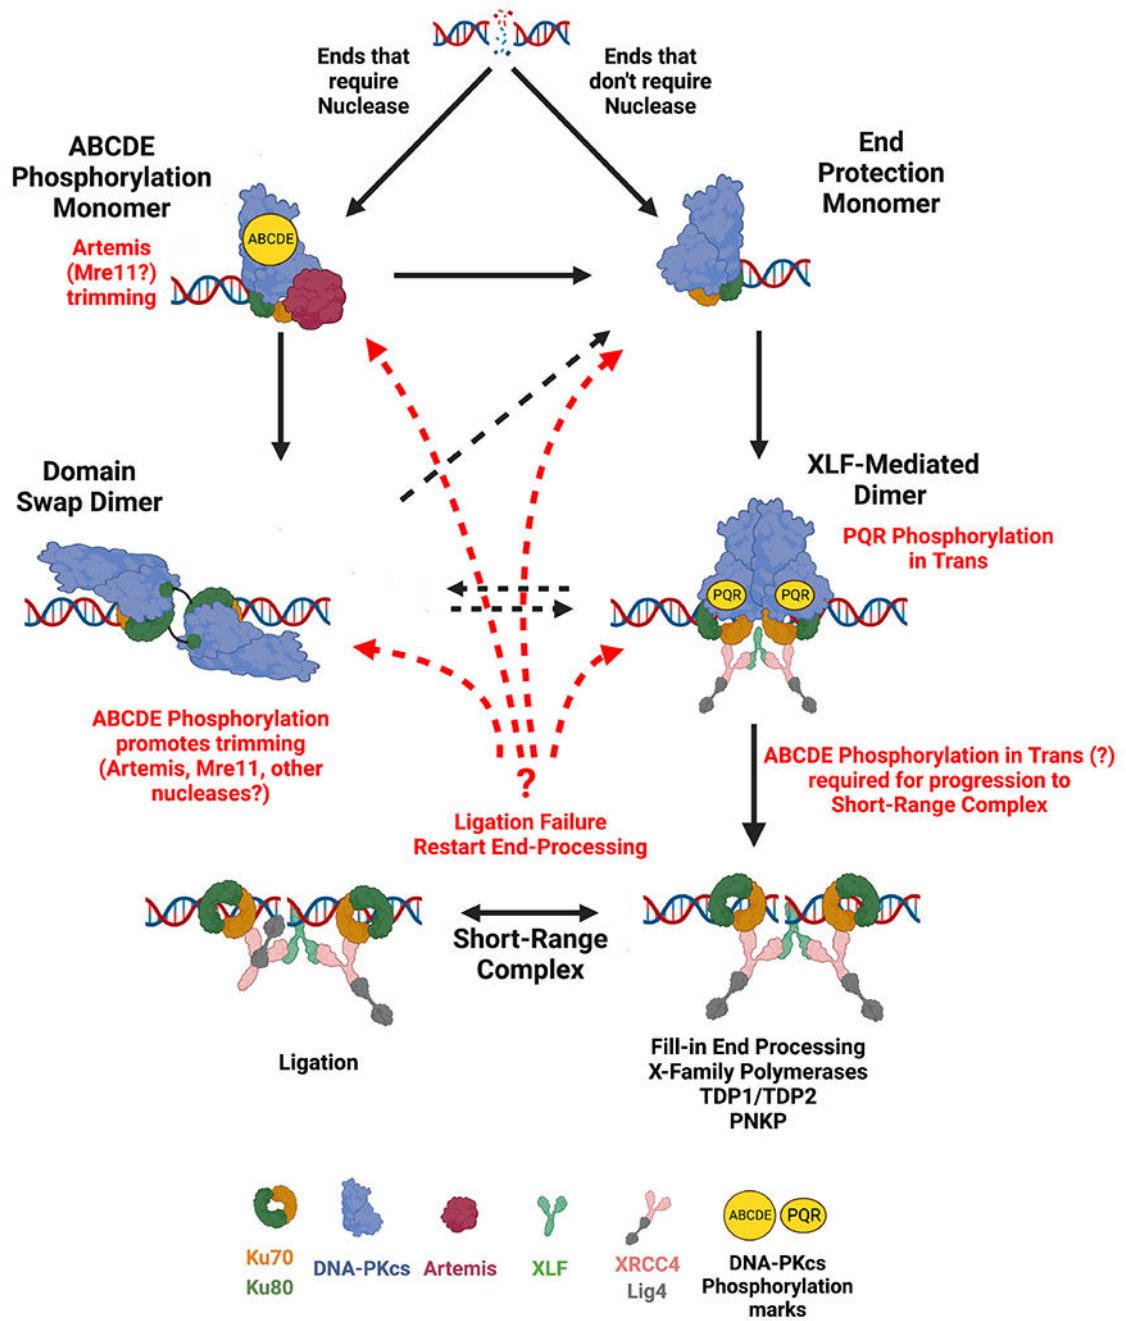 Ends that
require
Nuclease
Ends that
don't require
Nuclease
ABCDE
Phosphorylation
Monomer
Artemis
(Mre11?)
trimming
ABCDE
End
Protection
Monomer
Domain
Swap Dimer
XLF-Mediated
Dimer
PQR Phosphorylation
in Trans
PQR
PQR
ABCDE Phosphorylation
promotes trimming
(Artemis, Mre11, other
nucleases?)
?
Ligation Failure
Restart End-Processing
ABCDE Phosphorylation in Trans (?)
required for progression to
Short-Range Complex
Short-Range
Complex
Ligation
Fill-in End Processing
X-Family Polymerases
TDP1/TDP2
PNKP
Ku70
Ku80
DNA-PKcs
Artemis
XLF
XRCC4
Lig4
ABCDE
PQR
DNA-PKcs
Phosphorylation
marks